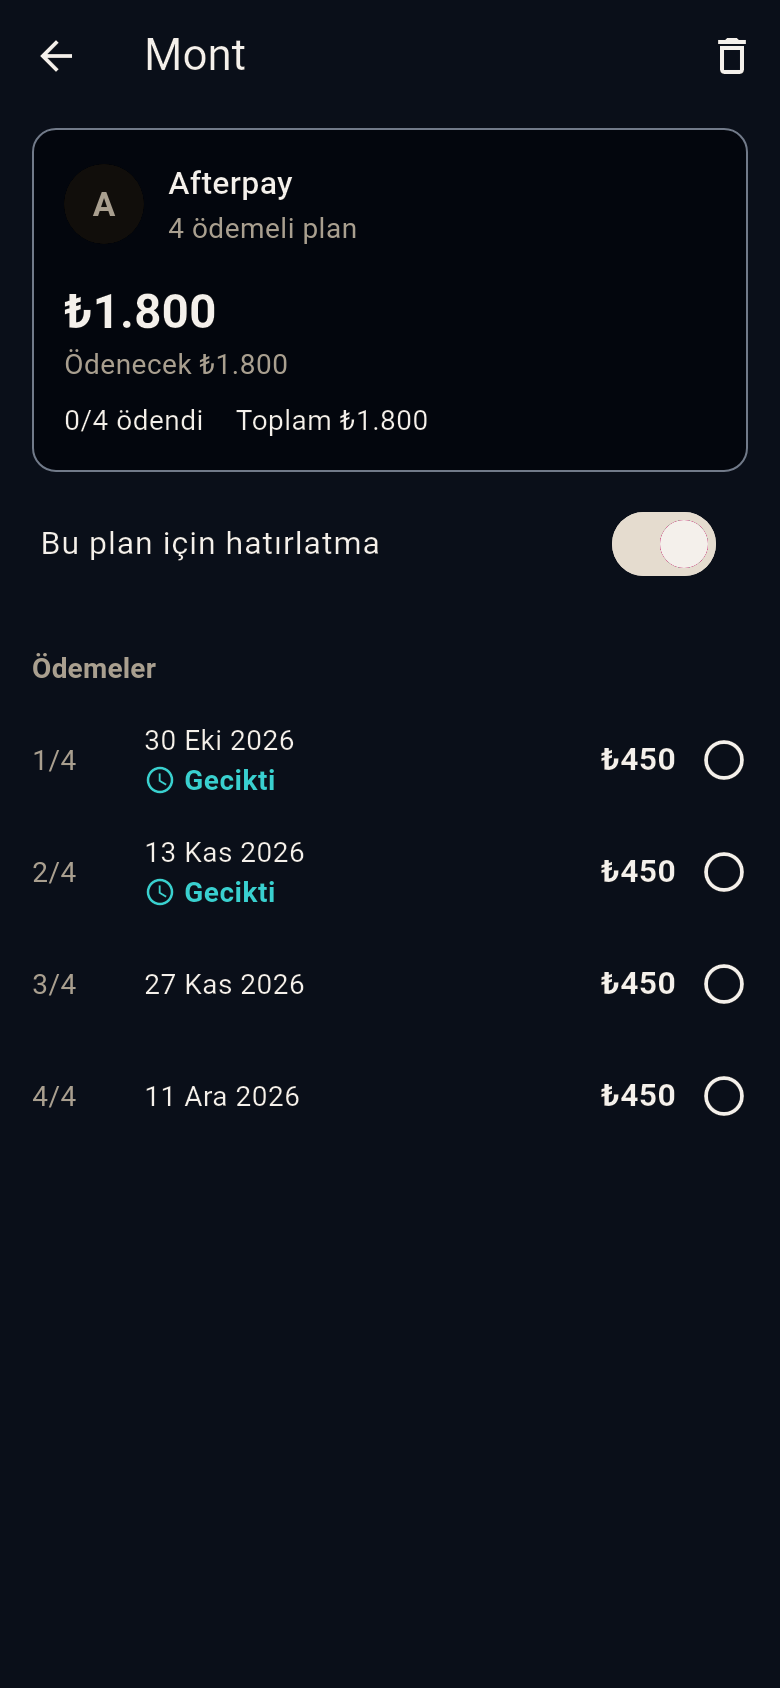 Mont
A
Afterpay
4 ödemeli plan
₺1.800
Ödenecek ₺1.800
0/4 ödendi Toplam ₺1.800
Bu plan için hatırlatma
Ödemeler
1/4 30 Eki 2026 ₺450
Gecikti
2/4 13 Kas 2026 ₺450
Gecikti
3/4 27 Kas 2026 ₺450
4/4 11 Ara 2026 ₺450